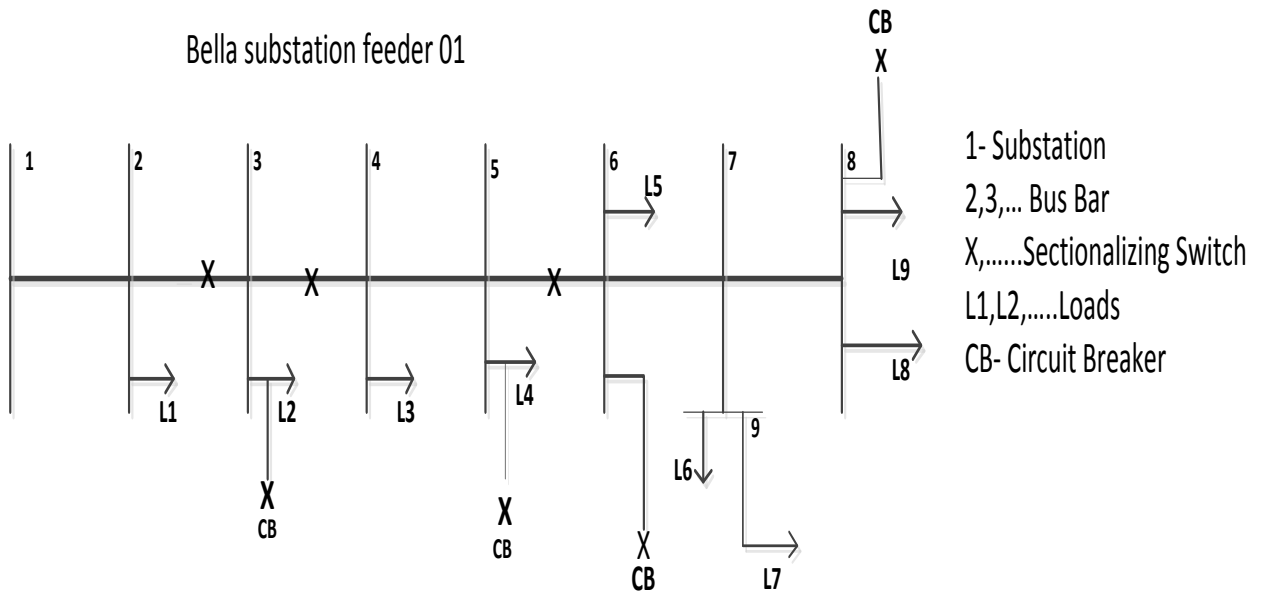 CB
X
Bella substation feeder 01
1
2
3
4
5
6
7
8
L5
1- Substation
2,3,... Bus Bar
X,......Sectionalizing Switch
L1,L2,.....Loads
CB- Circuit Breaker
X
X
X
L9
L1
L2
L3
L4
L8
9
L6
X
CB
X
CB
X
CB
L7